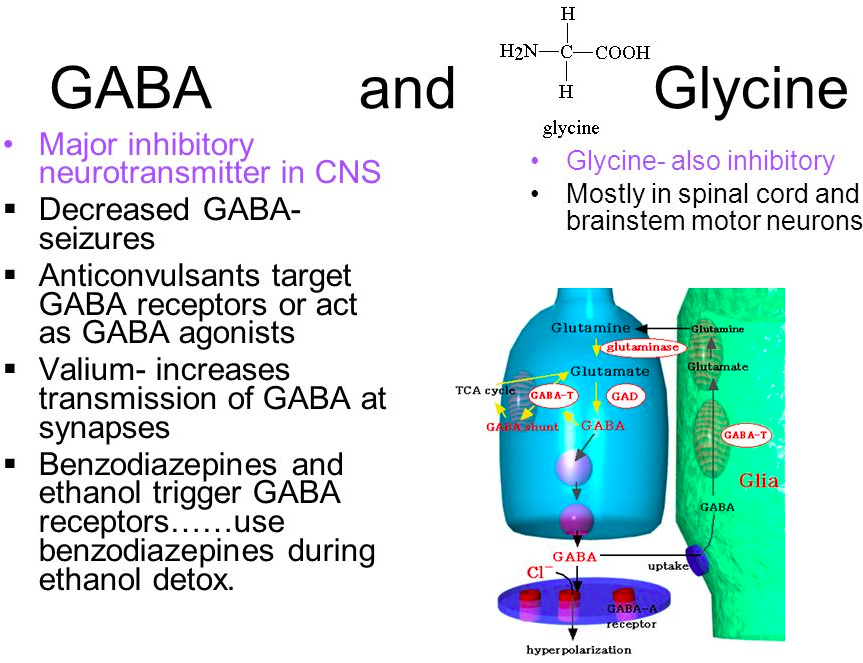 GABA and Glycine
H
H2N—C—COOH
H
glycine
• Major inhibitory
neurotransmitter in CNS
▪ Decreased GABA-
seizures
▪ Anticonvulsants target
GABA receptors or act
as GABA agonists
▪ Valium- increases
transmission of GABA at
synapses
▪ Benzodiazepines and
ethanol trigger GABA
receptors……use
benzodiazepines during
ethanol detox.
• Glycine- also inhibitory
• Mostly in spinal cord and
brainstem motor neurons
Glutamine
Glutamine
glutaminase
Glutamate
Glutamate
TCA cycle
GABA-T
GAD
GABA shunt
GABA
GABA-T
Glia
GABA
GABA
uptake
Cl⁻
GABA-A
receptor
hyperpolarization